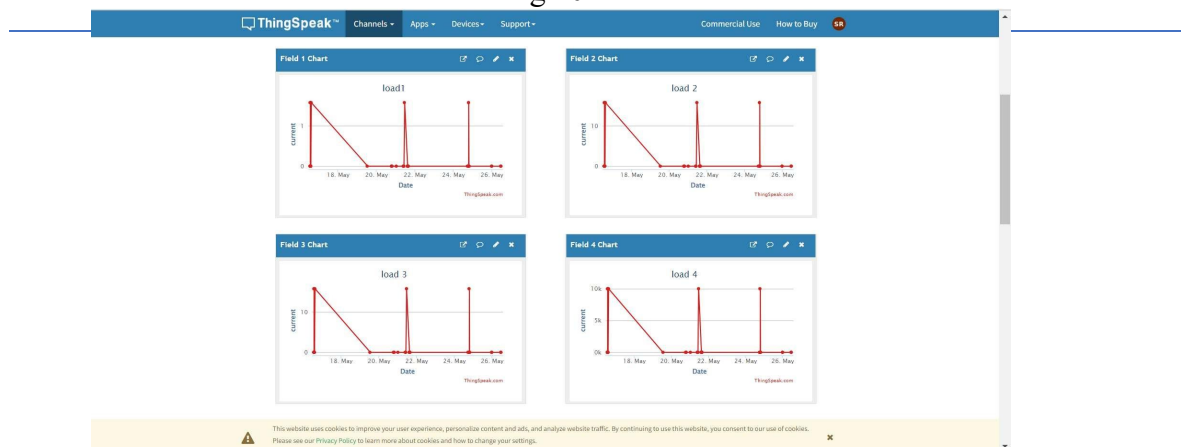 ThingSpeak™ Channels Apps Devices Support Commercial Use How to Buy SR
Field 1 Chart
load1
current
1
0
18. May 20. May 22. May 24. May 26. May
Date
ThingSpeak.com
Field 2 Chart
load 2
current
10
0
18. May 20. May 22. May 24. May 26. May
Date
ThingSpeak.com
Field 3 Chart
load 3
current
10
0
18. May 20. May 22. May 24. May 26. May
Date
ThingSpeak.com
Field 4 Chart
load 4
current
10k
5k
0k
18. May 20. May 22. May 24. May 26. May
Date
ThingSpeak.com
This website uses cookies to improve your user experience, personalize content and ads, and analyze website traffic. By continuing to use this website, you consent to our use of cookies.
Please see our Privacy Policy to learn more about cookies and how to change your settings.